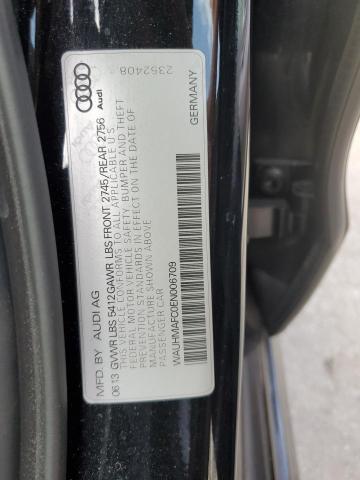 MFD. BY AUDI AG
06 13 GVWR LBS 5412 GAWR LBS FRONT 2745/REAR 2756
THIS VEHICLE CONFORMS TO ALL APPLICABLE U.S.
FEDERAL MOTOR VEHICLE SAFETY, BUMPER AND THEFT
PREVENTION STANDARDS IN EFFECT ON THE DATE OF
MANUFACTURE SHOWN ABOVE.
PASSENGER CAR
WAUHMAFC0EN006709
GERMANY
Audi
2352408